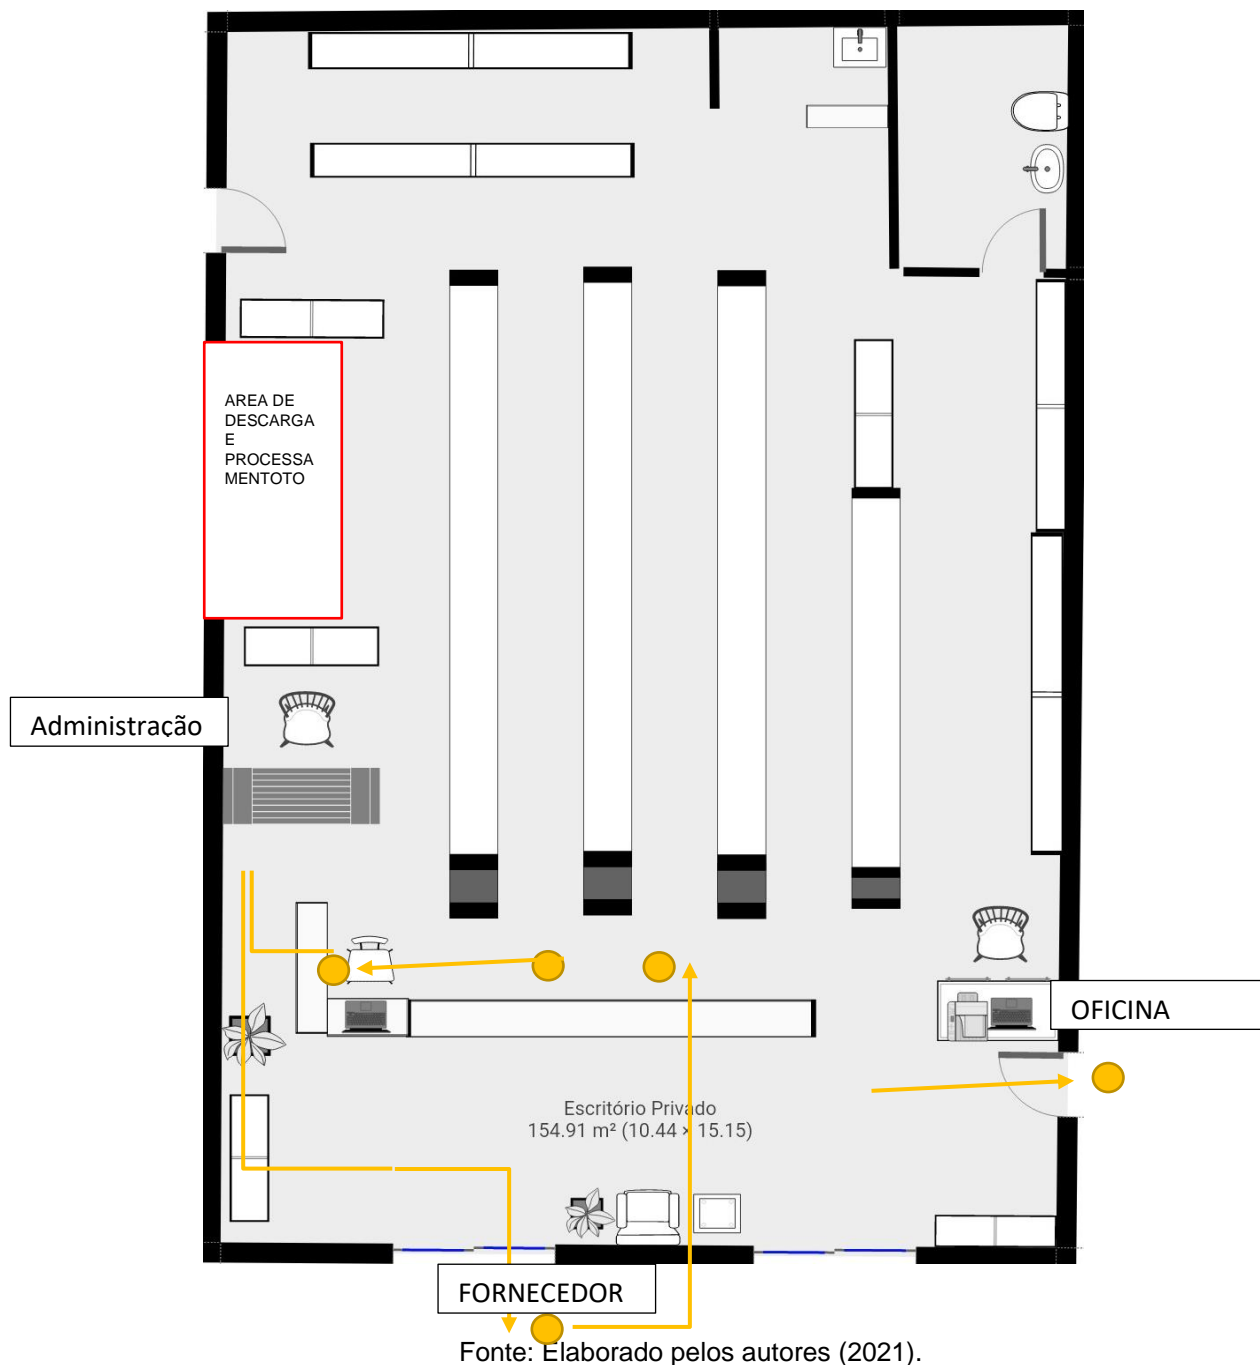 AREA DE
DESCARGA
E
PROCESSA
MENTOTO
Administração
OFICINA
Escritório Privado
154.91 m² (10.44 × 15.15)
FORNECEDOR
Fonte: Elaborado pelos autores (2021).